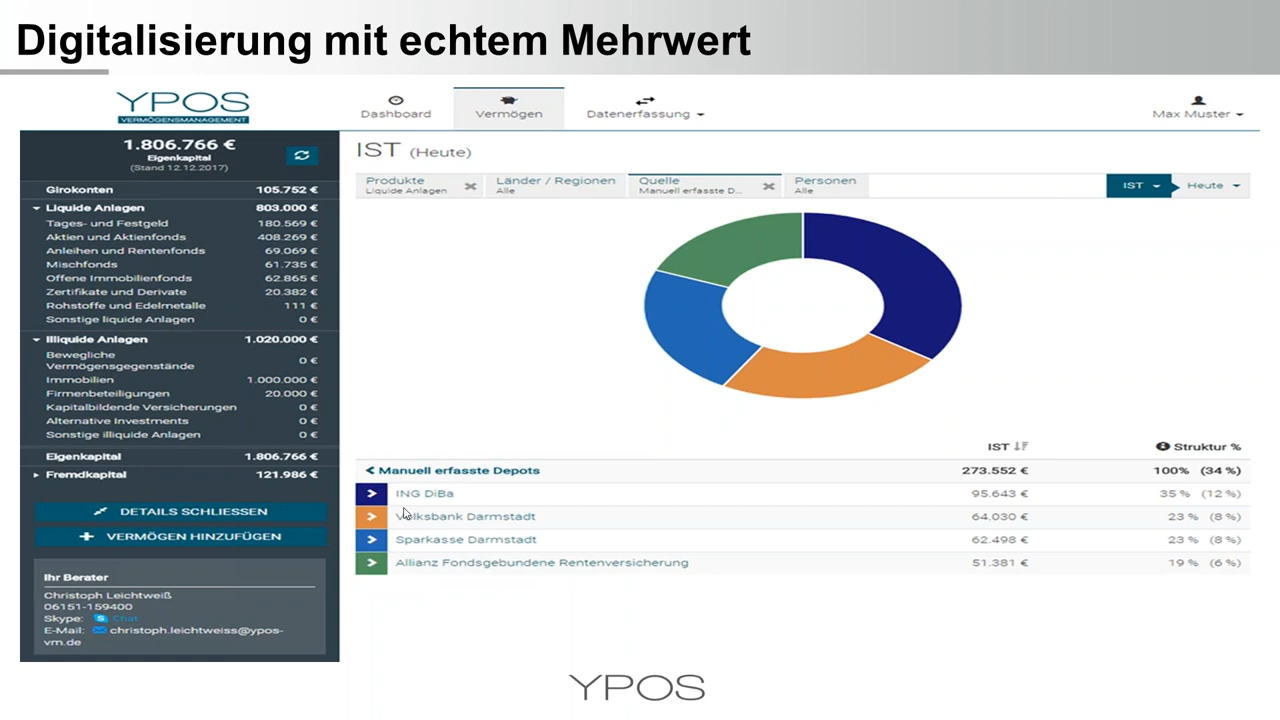 Digitalisierung mit echtem Mehrwert
YPOS
VERMÖGENSMANAGEMENT
Dashboard
Vermögen
Datenerfassung
Max Muster
1.806.766 €
Eigenkapital
(Stand 12.12.2017)
Girokonten 105.752 €
Liquide Anlagen 803.000 €
Tages- und Festgeld 180.569 €
Aktien und Aktienfonds 408.269 €
Anleihen und Rentenfonds 69.069 €
Mischfonds 61.735 €
Offene Immobilienfonds 62.865 €
Zertifikate und Derivate 20.382 €
Rohstoffe und Edelmetalle 111 €
Sonstige liquide Anlagen 0 €
Illiquide Anlagen 1.020.000 €
Bewegliche
Vermögensgegenstände 0 €
Immobilien 1.000.000 €
Firmenbeteiligungen 20.000 €
Kapitalbildende Versicherungen 0 €
Alternative Investments 0 €
Sonstige illiquide Anlagen 0 €
Eigenkapital 1.806.766 €
Fremdkapital 121.986 €
DETAILS SCHLIESSEN
VERMÖGEN HINZUFÜGEN
Ihr Berater
Christoph Leichtweiß
06151-159400
Skype: Chat
E-Mail: christoph.leichtweiss@ypos-
vm.de
IST (Heute)
Produkte
Liquide Anlagen
Länder / Regionen
Alle
Quelle
Manuell erfasste D...
Personen
Alle
IST
Heute
IST Struktur %
Manuell erfasste Depots 273.552 € 100% (34 %)
ING DiBa 95.643 € 35 % (12 %)
Volksbank Darmstadt 64.030 € 23 % (8 %)
Sparkasse Darmstadt 62.498 € 23 % (8 %)
Allianz Fondsgebundene Rentenversicherung 51.381 € 19 % (6 %)
YPOS